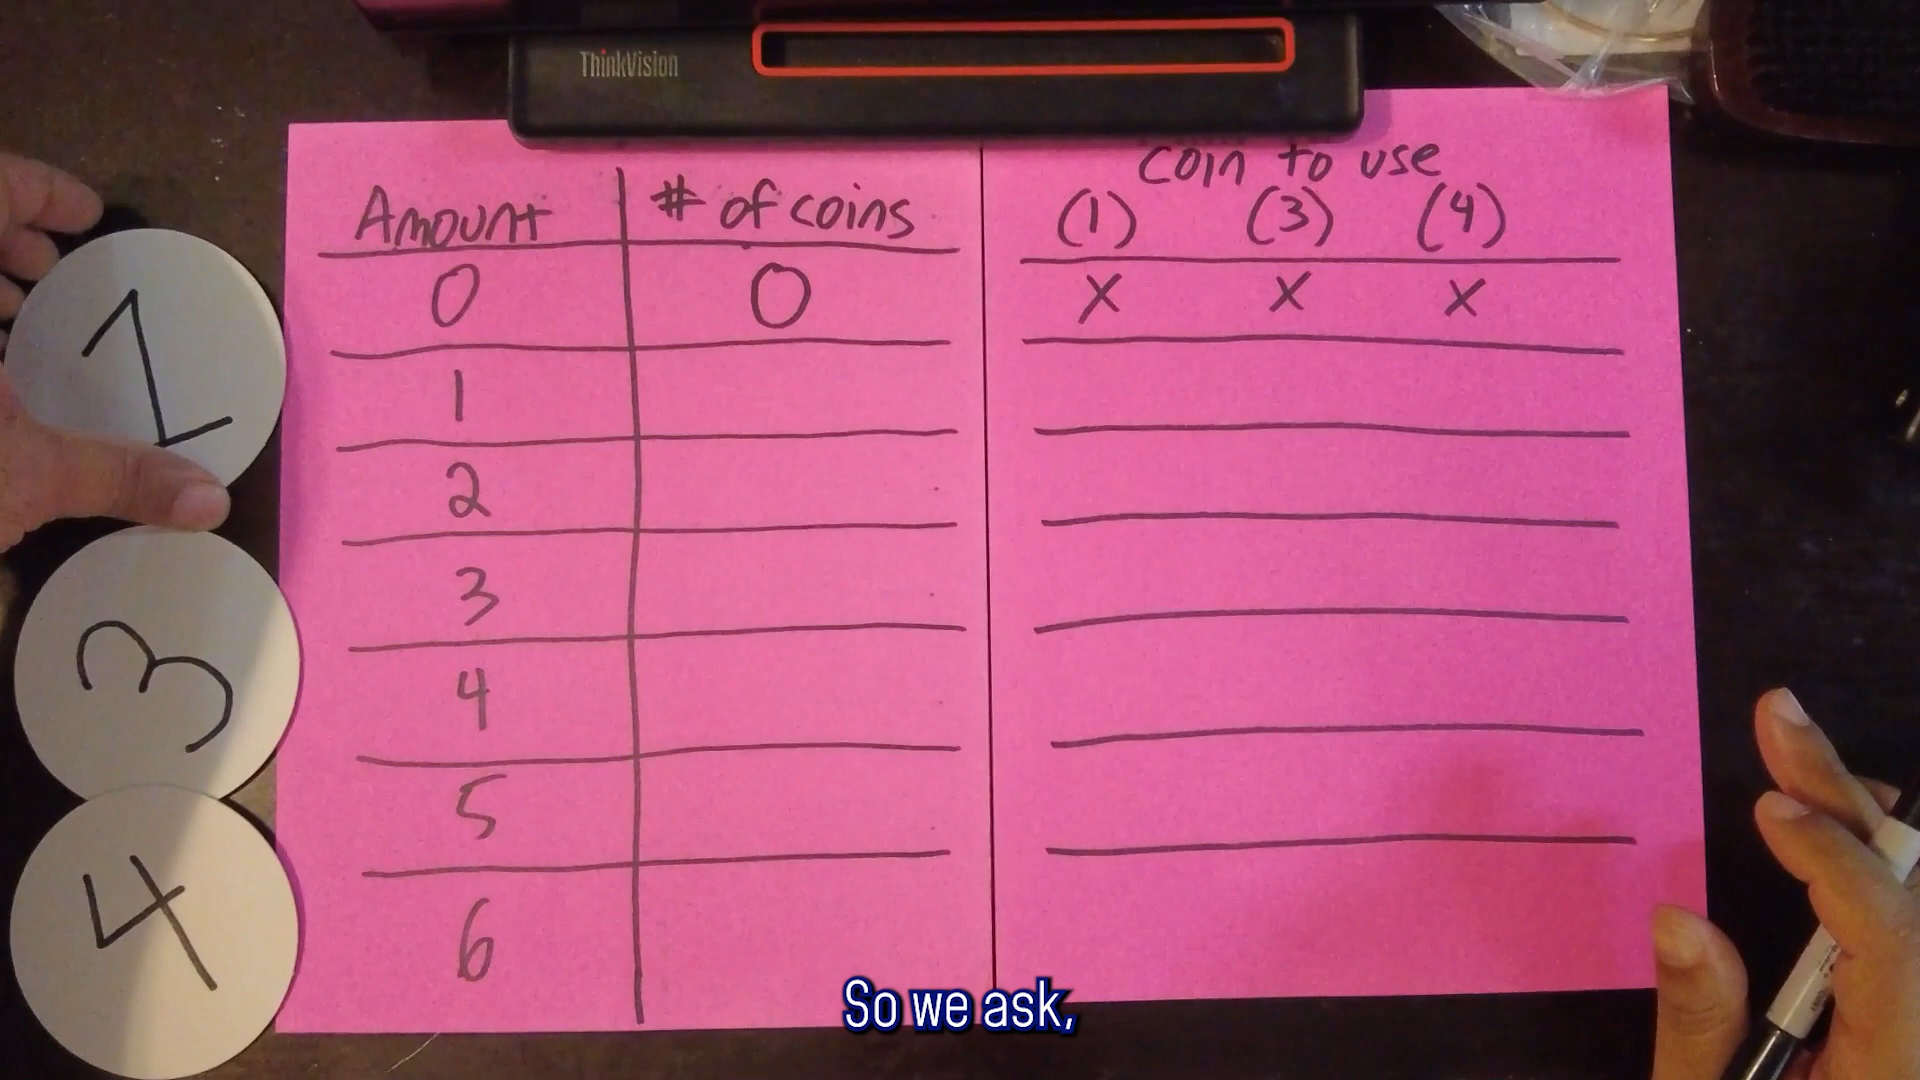 ThinkVision
coin to use
Amount # of coins (1) (3) (4)
0 0 X X X
1
2
3
4
5
6
1
3
4
So we ask,